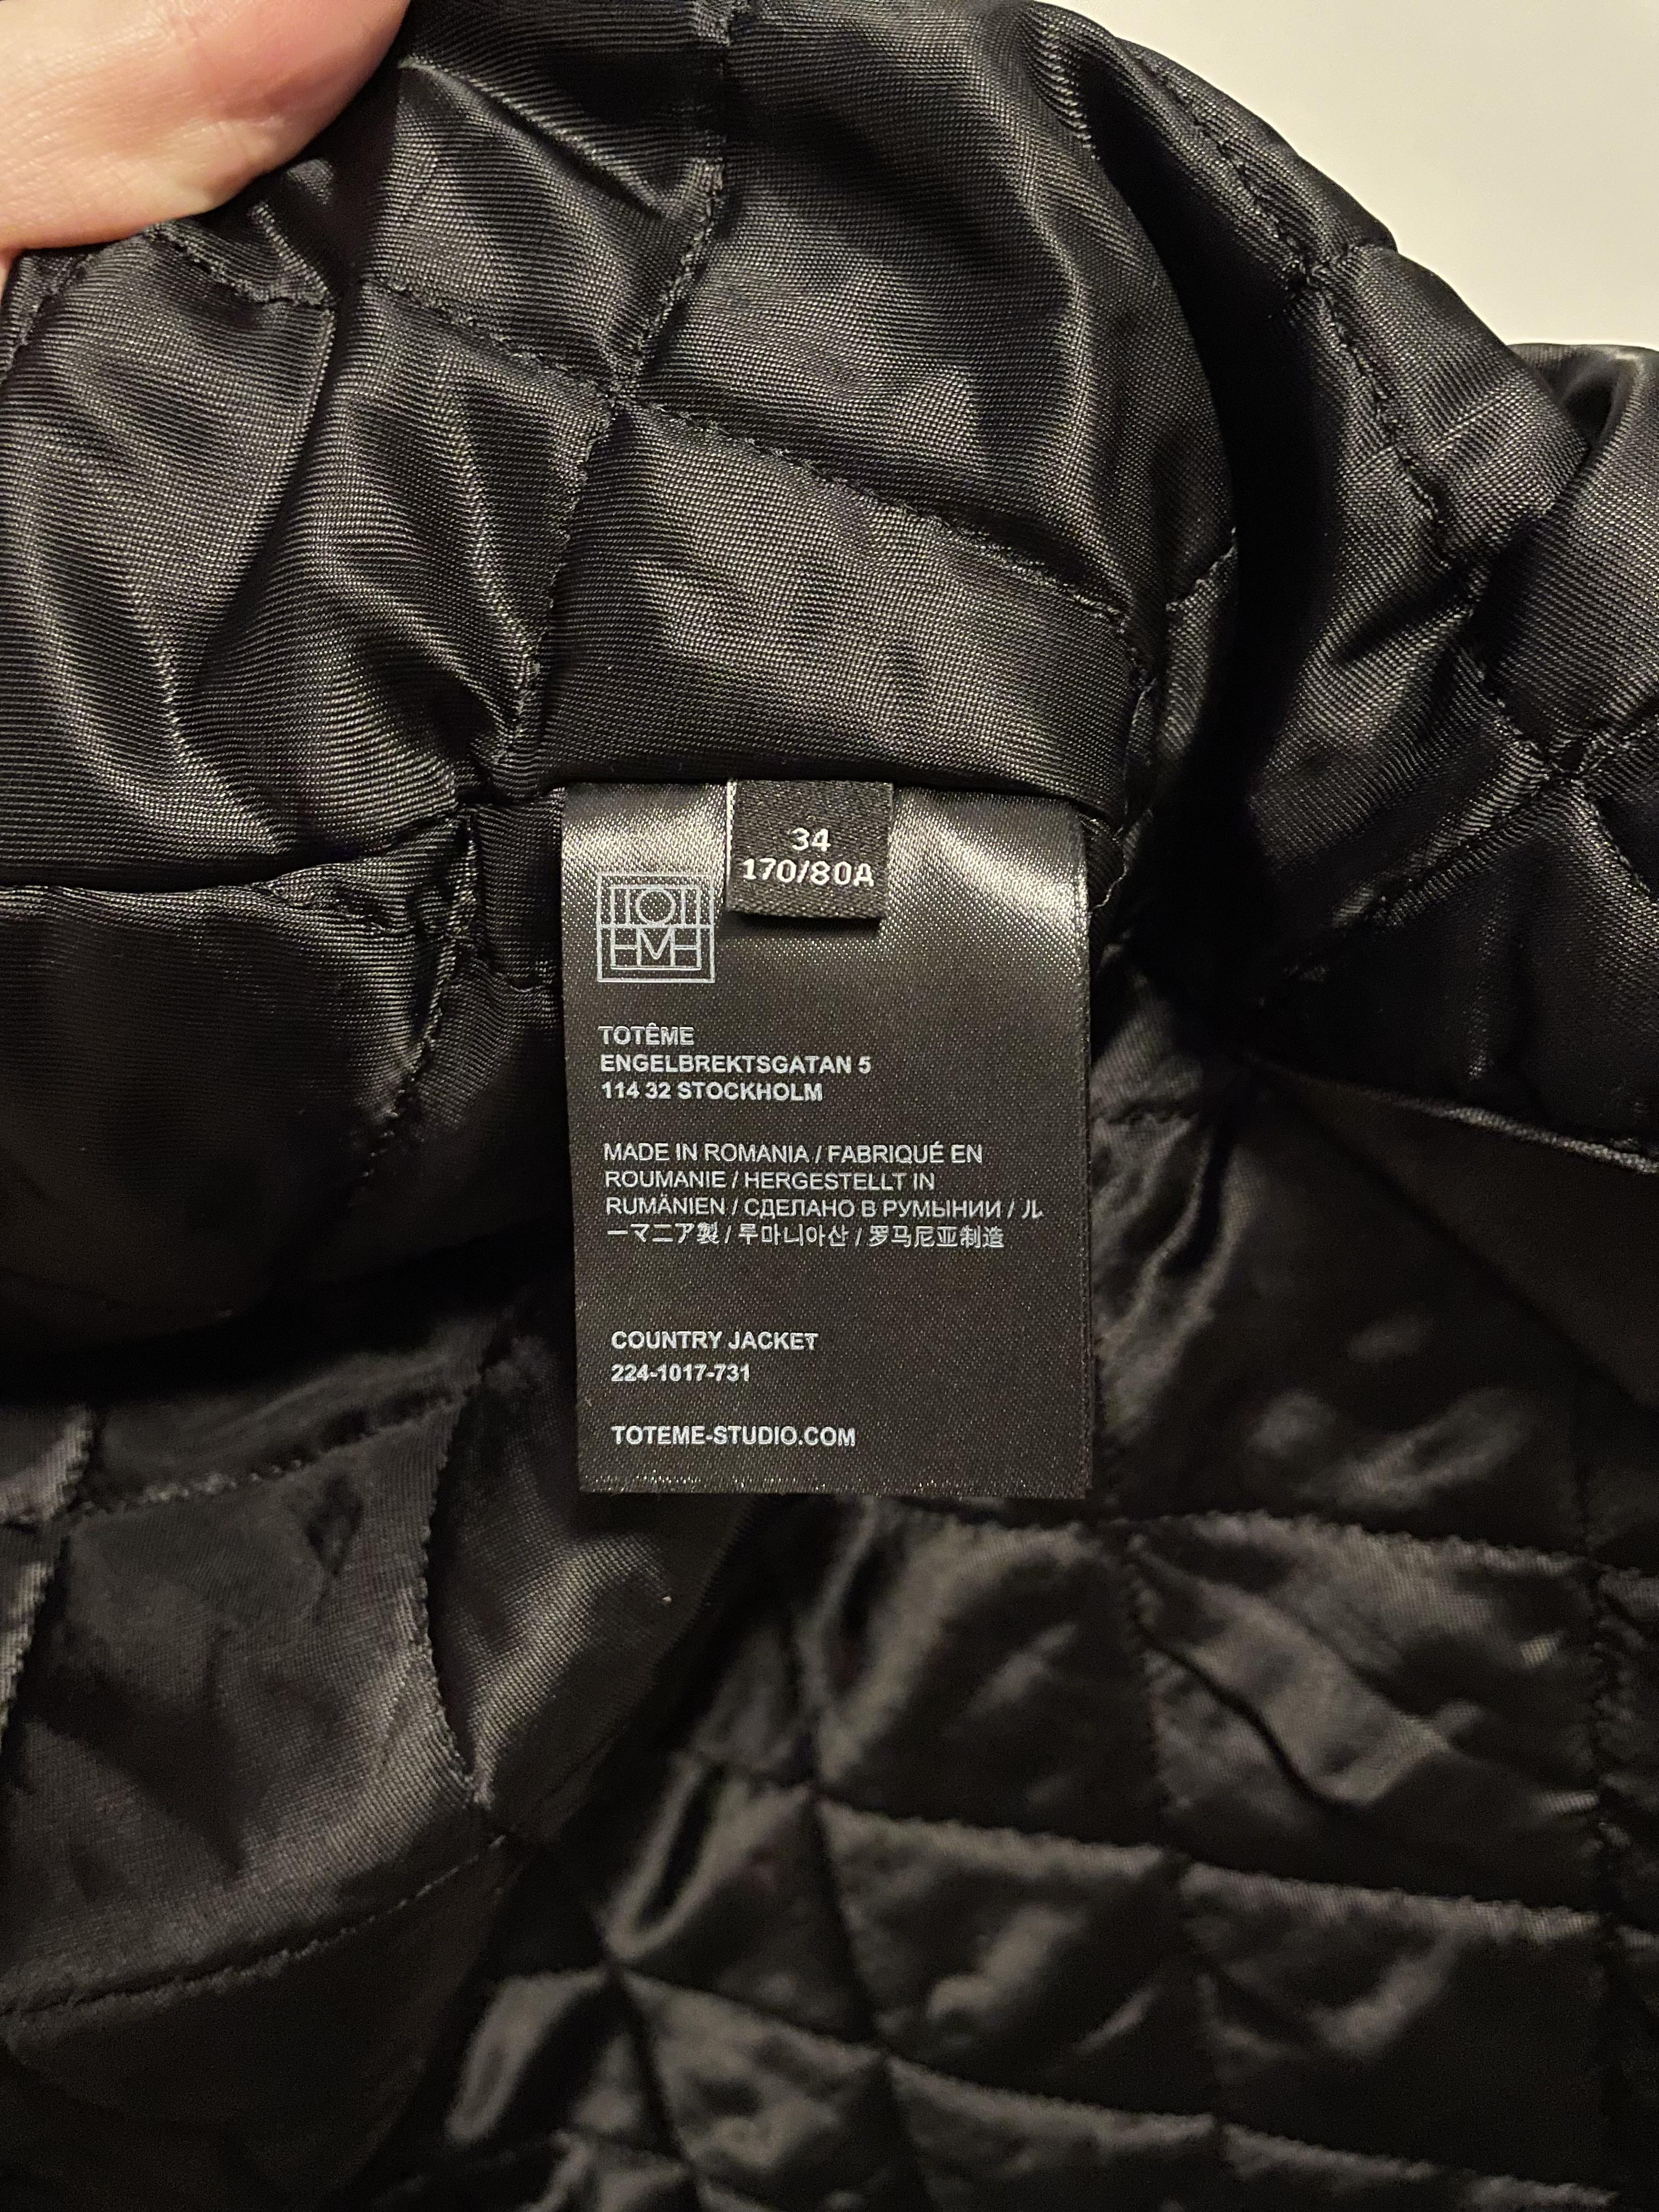 34
170/80A
TOTEME
TOTÊME
ENGELBREKTSGATAN 5
114 32 STOCKHOLM
MADE IN ROMANIA / FABRIQUÉ EN
ROUMANIE / HERGESTELLT IN
RUMÄNIEN / СДЕЛАНО В РУМЫНИИ / ル
ーマニア製 / 루마니아산 / 罗马尼亚制造
COUNTRY JACKET
224-1017-731
TOTEME-STUDIO.COM